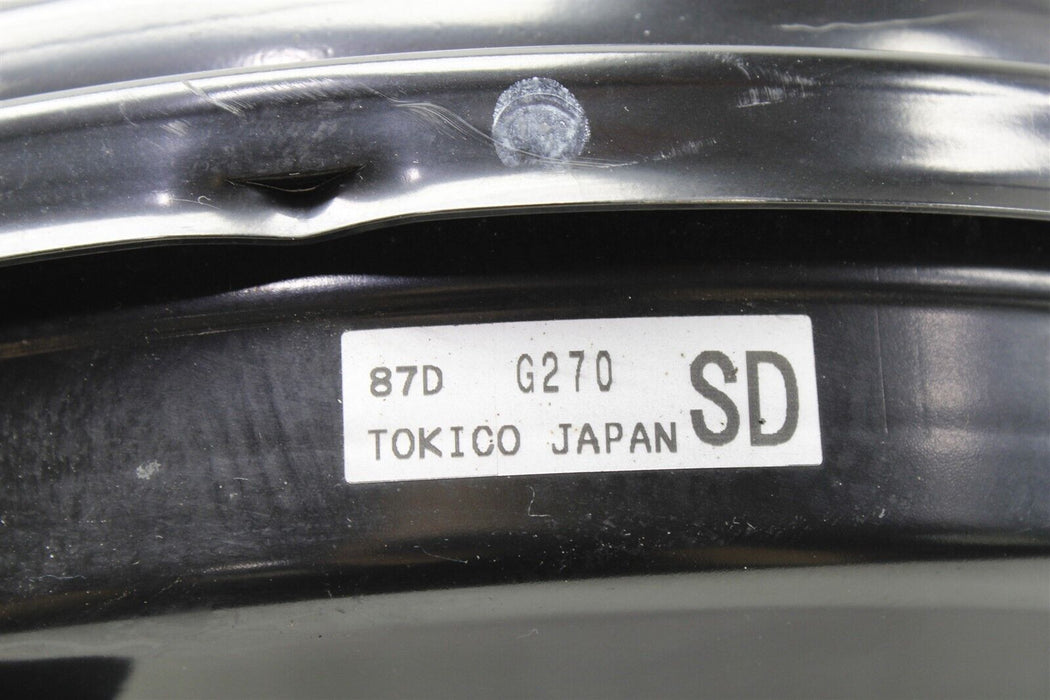 87D G270 SD
TOKICO JAPAN